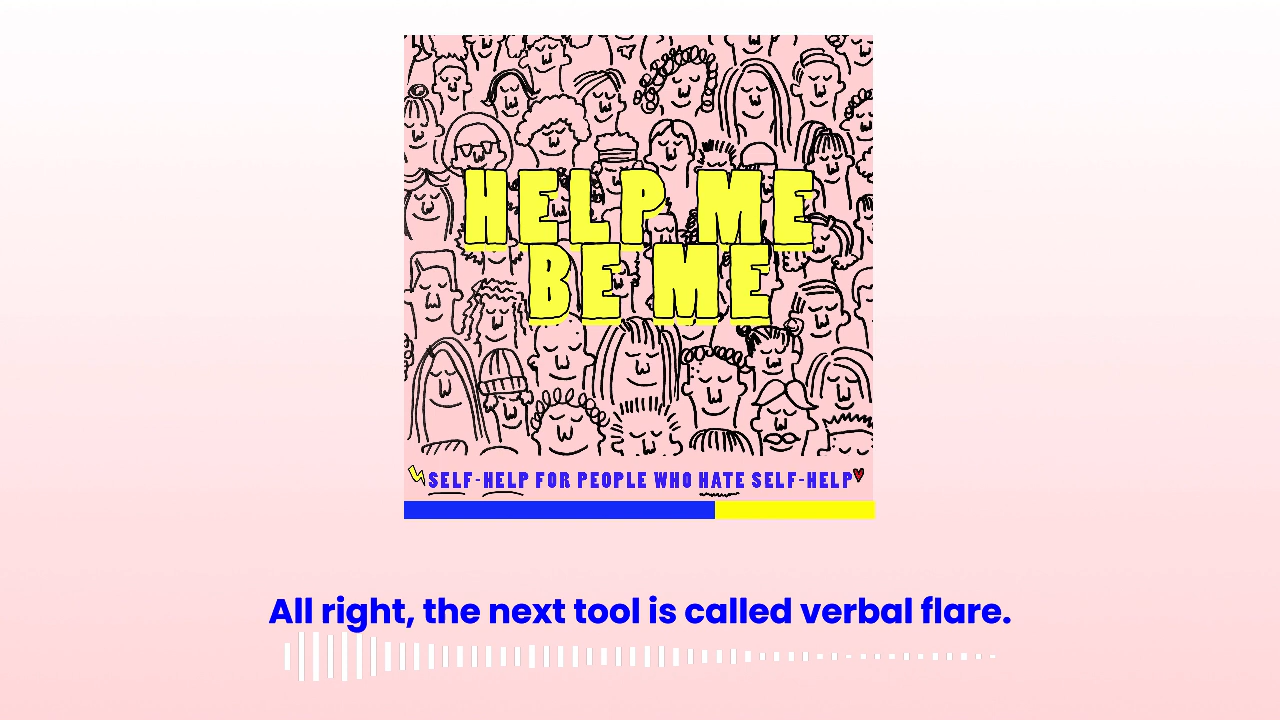 HELP ME
BE ME
SELF-HELP FOR PEOPLE WHO HATE SELF-HELP
All right, the next tool is called verbal flare.